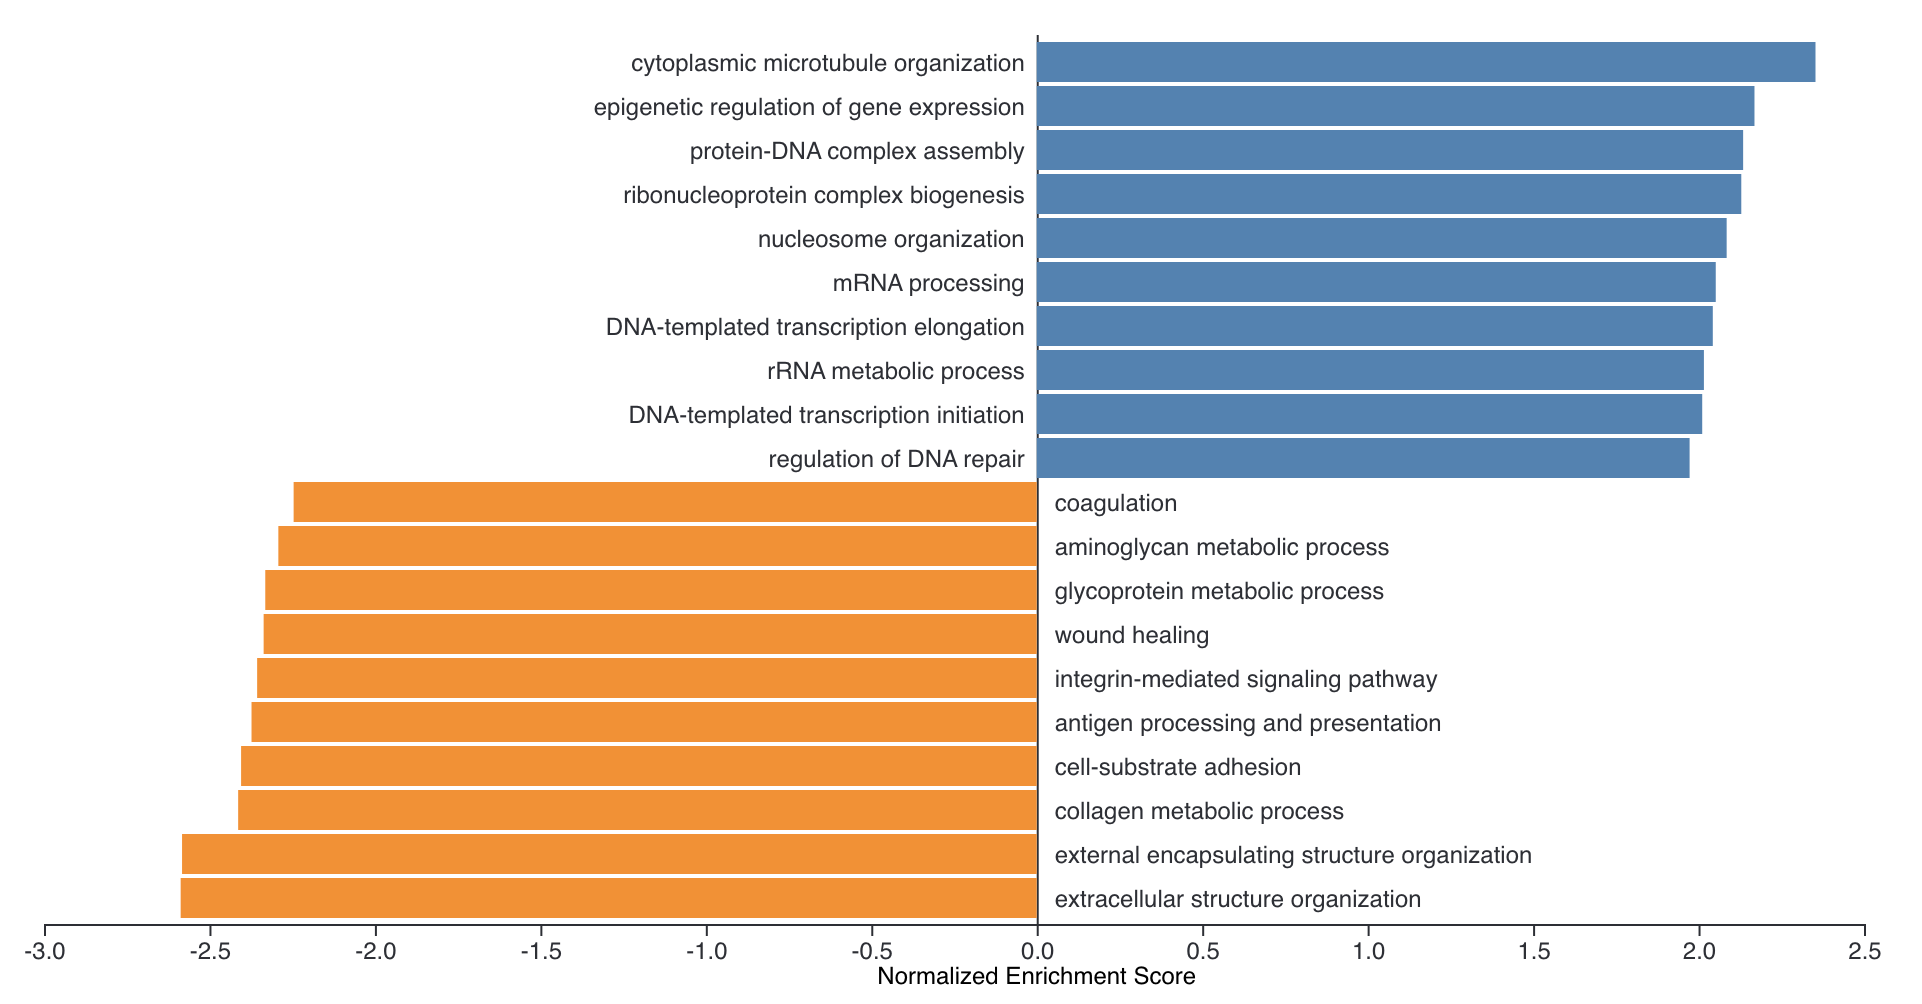 cytoplasmic microtubule organization
epigenetic regulation of gene expression
protein-DNA complex assembly
ribonucleoprotein complex biogenesis
nucleosome organization
mRNA processing
DNA-templated transcription elongation
rRNA metabolic process
DNA-templated transcription initiation
regulation of DNA repair
coagulation
aminoglycan metabolic process
glycoprotein metabolic process
wound healing
integrin-mediated signaling pathway
antigen processing and presentation
cell-substrate adhesion
collagen metabolic process
external encapsulating structure organization
extracellular structure organization
-3.0 -2.5 -2.0 -1.5 -1.0 -0.5 0.0 0.5 1.0 1.5 2.0 2.5
Normalized Enrichment Score